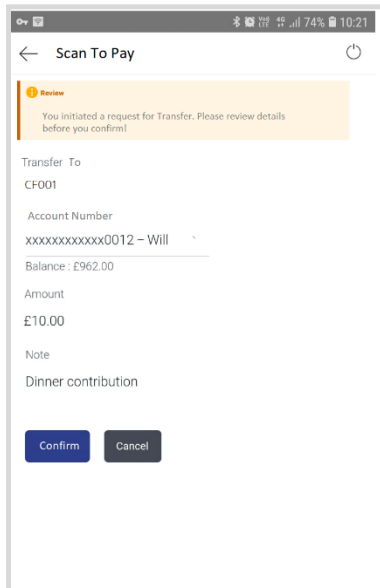 74% 10:21
Scan To Pay
Review
You initiated a request for Transfer. Please review details
before you confirm!
Transfer To
CF001
Account Number
xxxxxxxxxxxx0012 – Will
Balance : £962.00
Amount
£10.00
Note
Dinner contribution
Confirm Cancel